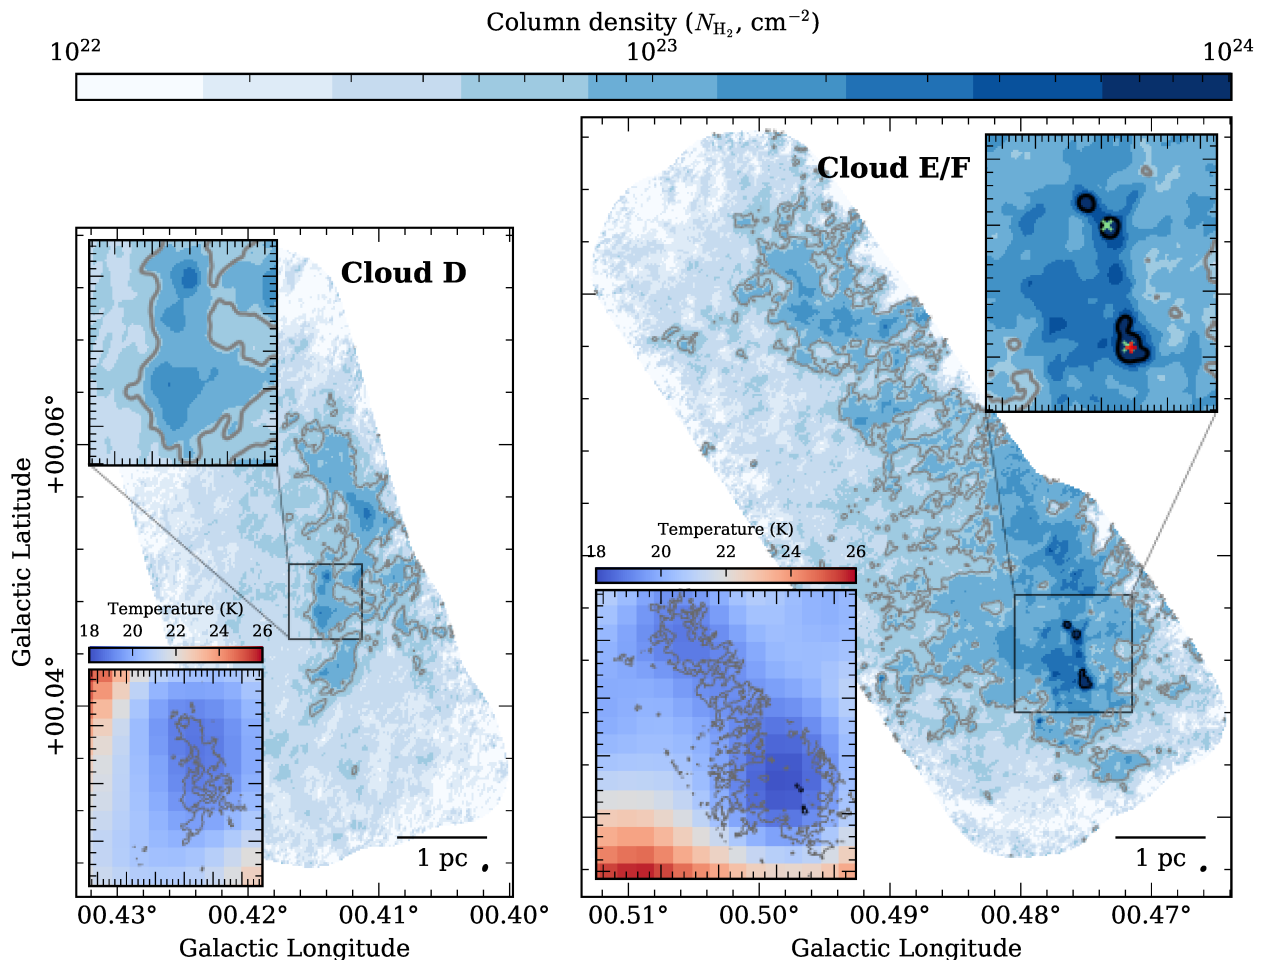 Column density (N_H₂, cm⁻²)
10²² 10²³ 10²⁴
Cloud E/F
Cloud D
Temperature (K)
18 20 22 24 26
Temperature (K)
18 20 22 24 26
Galactic Latitude
+00.06°
+00.04°
1 pc
1 pc
00.43° 00.42° 00.41° 00.40°
00.51° 00.50° 00.49° 00.48° 00.47°
Galactic Longitude
Galactic Longitude